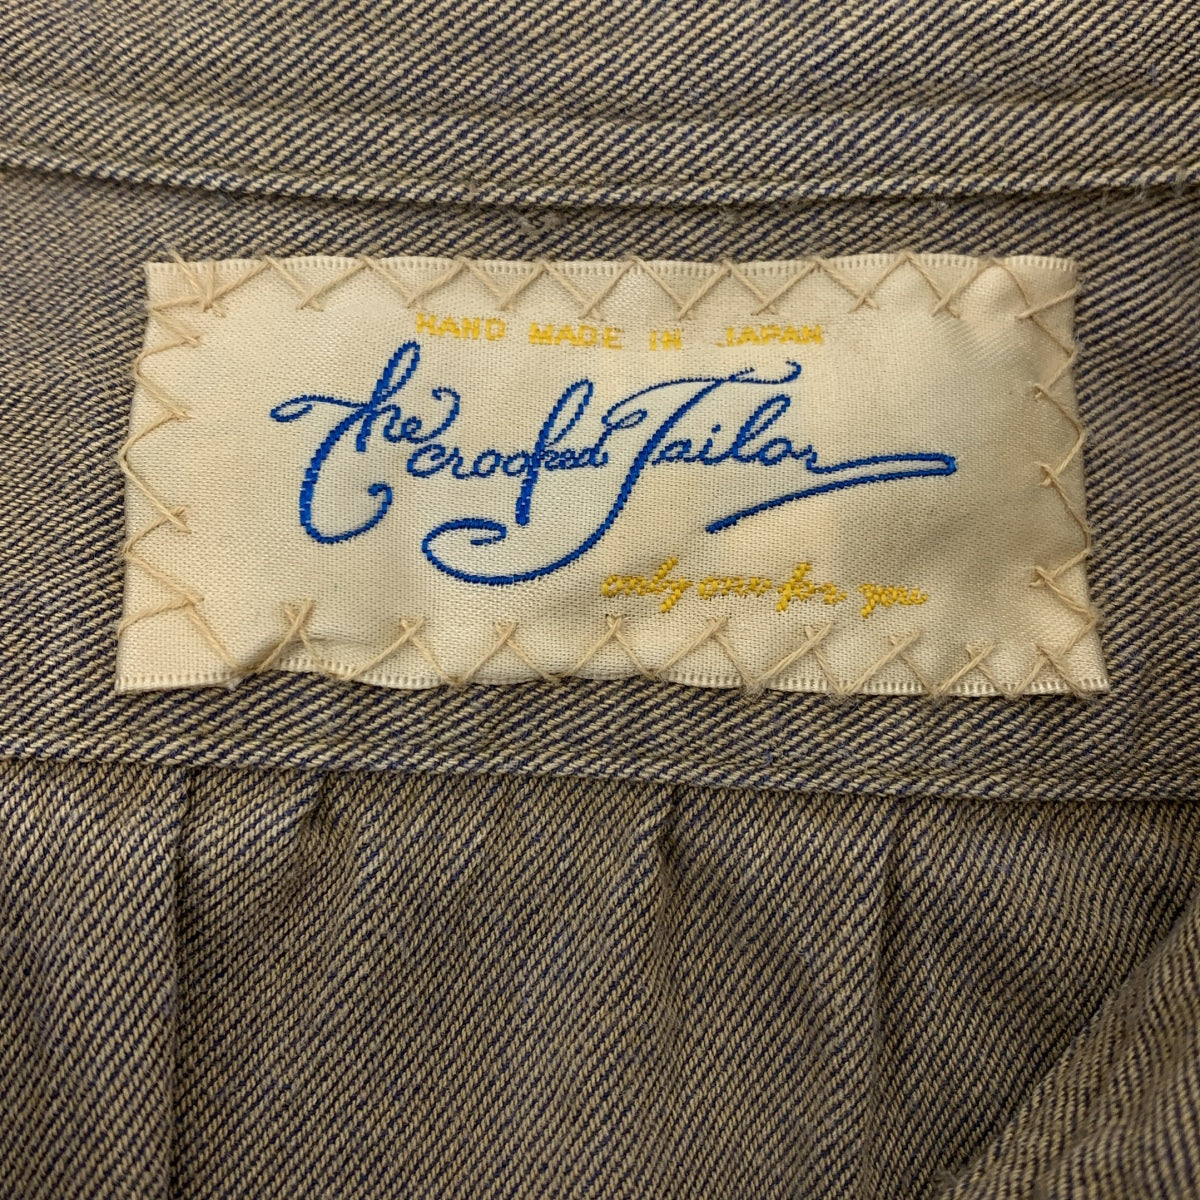 HAND MADE IN JAPAN
The crooked Tailor
only one for you